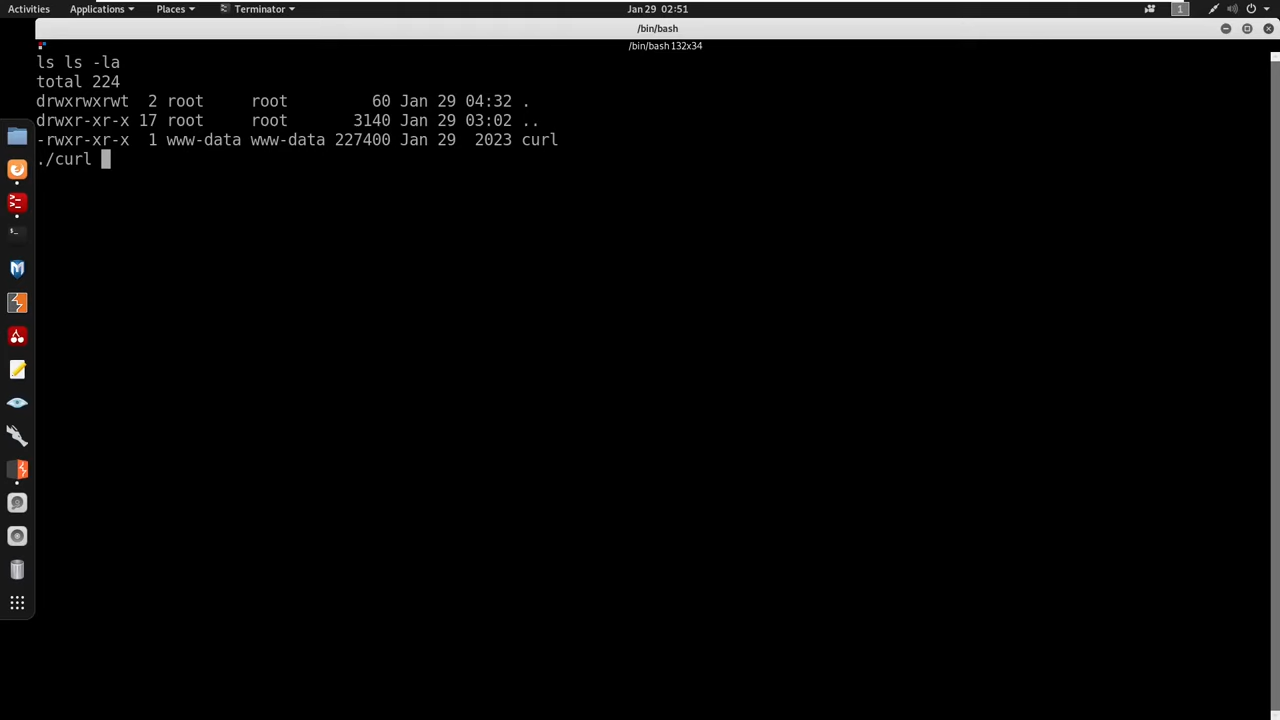 Activities Applications Places Terminator Jan 29 02:51 1
/bin/bash
/bin/bash 132x34
ls ls -la
total 224
drwxrwxrwt 2 root root 60 Jan 29 04:32 .
drwxr-xr-x 17 root root 3140 Jan 29 03:02 ..
-rwxr-xr-x 1 www-data www-data 227400 Jan 29 2023 curl
./curl